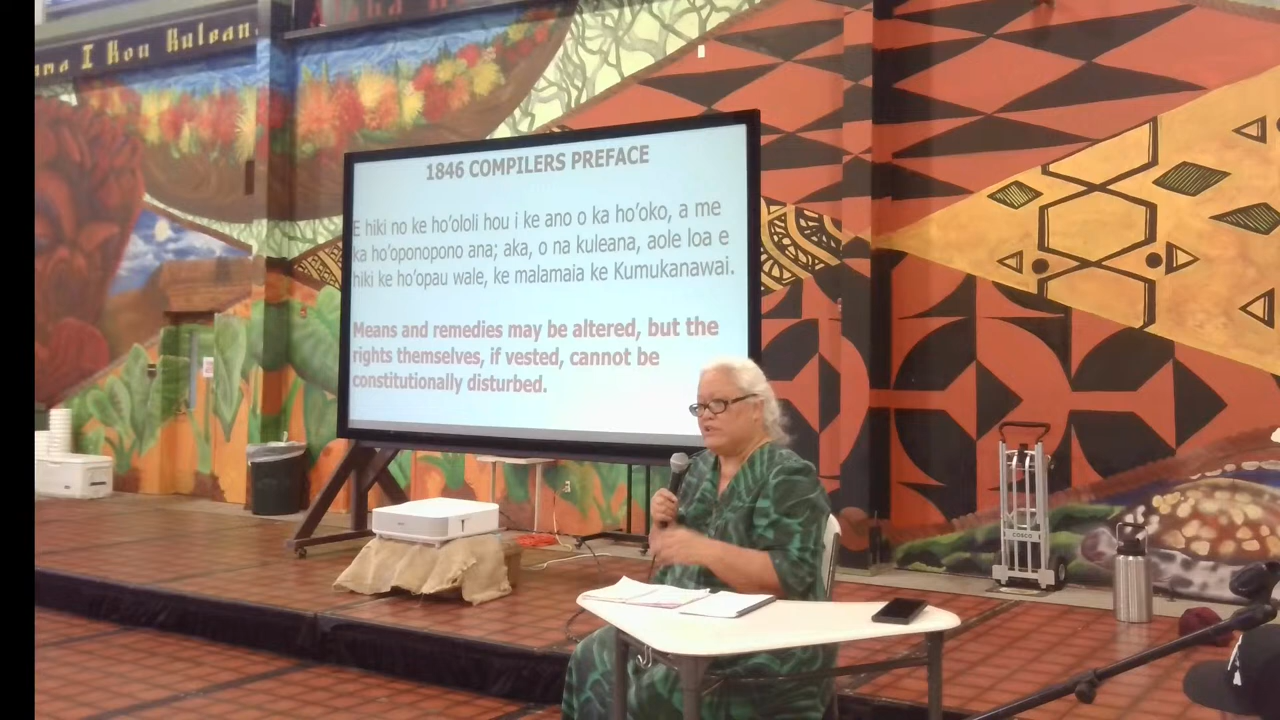 I Kou Kulean
1846 COMPILERS PREFACE
E hiki no ke ho'ololi hou i ke ano o ka ho'oko, a me
ka ho'oponopono ana; aka, o na kuleana, aole loa e
hiki ke ho'opau wale, ke malamaia ke Kumukanawai.
Means and remedies may be altered, but the
rights themselves, if vested, cannot be
constitutionally disturbed.
COSCO